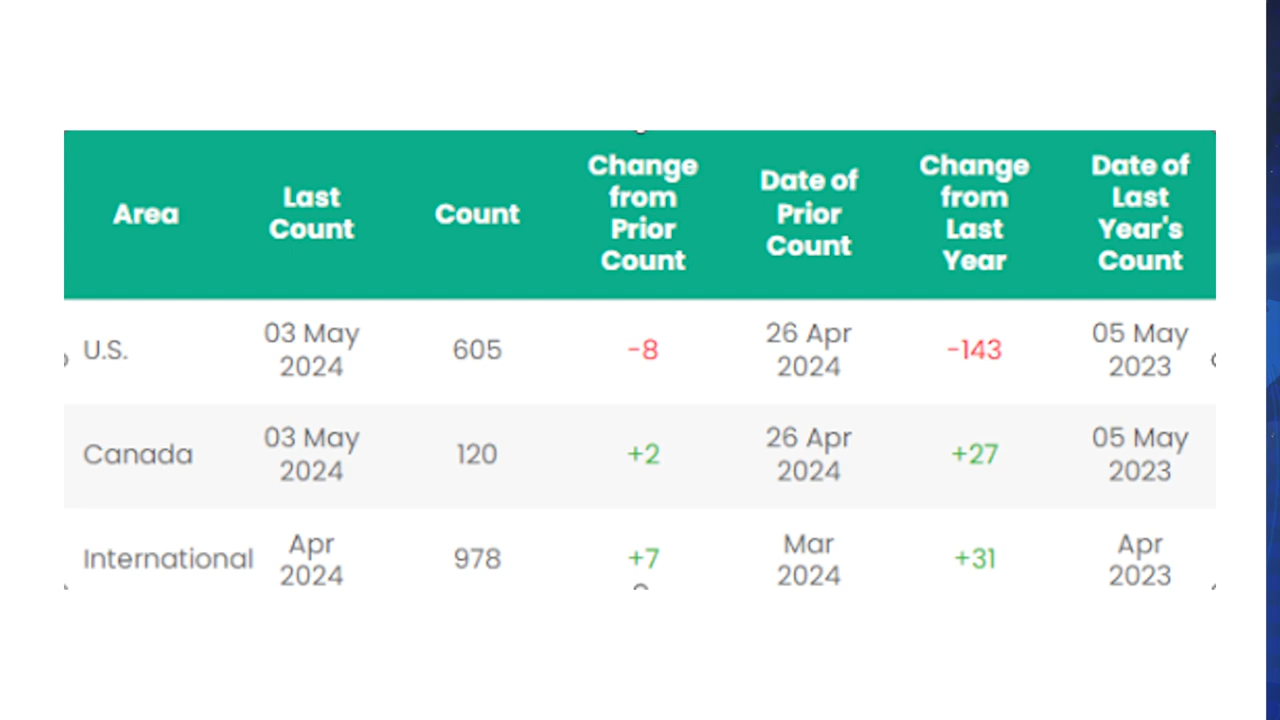 Area
Last
Count
Count
Change
from
Prior
Count
Date of
Prior
Count
Change
from
Last
Year
Date of
Last
Year's
Count
U.S.
03 May
2024
605
-8
26 Apr
2024
-143
05 May
2023
Canada
03 May
2024
120
+2
26 Apr
2024
+27
05 May
2023
International
Apr
2024
978
+7
Mar
2024
+31
Apr
2023